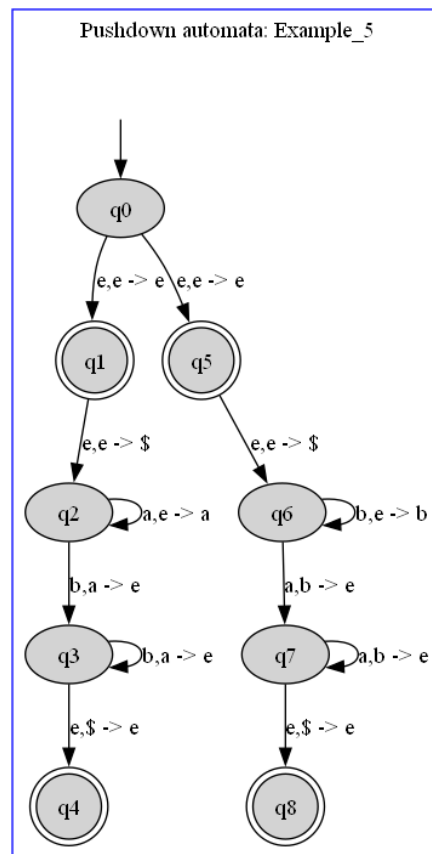 Pushdown automata: Example_5
q0
e,e -> e e,e -> e
q1 q5
e,e -> $ e,e -> $
q2 a,e -> a q6 b,e -> b
b,a -> e a,b -> e
q3 b,a -> e q7 a,b -> e
e,$ -> e e,$ -> e
q4 q8